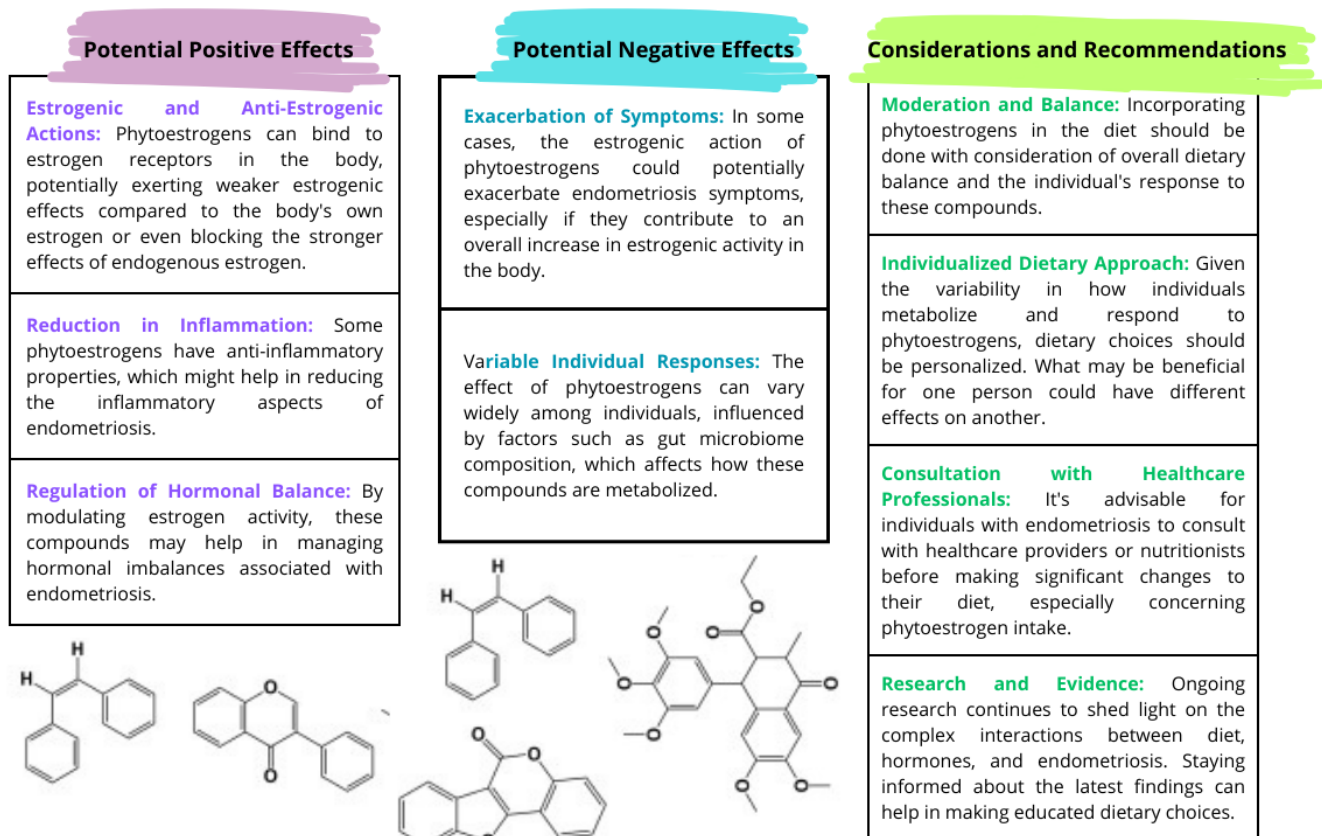 Potential Positive Effects
Estrogenic and Anti-Estrogenic
Actions: Phytoestrogens can bind to
estrogen receptors in the body,
potentially exerting weaker estrogenic
effects compared to the body's own
estrogen or even blocking the stronger
effects of endogenous estrogen.
Reduction in Inflammation: Some
phytoestrogens have anti-inflammatory
properties, which might help in reducing
the inflammatory aspects of
endometriosis.
Regulation of Hormonal Balance: By
modulating estrogen activity, these
compounds may help in managing
hormonal imbalances associated with
endometriosis.
H
H
O
O
Potential Negative Effects
Exacerbation of Symptoms: In some
cases, the estrogenic action of
phytoestrogens could potentially
exacerbate endometriosis symptoms,
especially if they contribute to an
overall increase in estrogenic activity in
the body.
Variable Individual Responses: The
effect of phytoestrogens can vary
widely among individuals, influenced
by factors such as gut microbiome
composition, which affects how these
compounds are metabolized.
H
H
O
O
O
O
O
O
O
O
O
O
Considerations and Recommendations
Moderation and Balance: Incorporating
phytoestrogens in the diet should be
done with consideration of overall dietary
balance and the individual's response to
these compounds.
Individualized Dietary Approach: Given
the variability in how individuals
metabolize and respond to
phytoestrogens, dietary choices should
be personalized. What may be beneficial
for one person could have different
effects on another.
Consultation with Healthcare
Professionals: It's advisable for
individuals with endometriosis to consult
with healthcare providers or nutritionists
before making significant changes to
their diet, especially concerning
phytoestrogen intake.
Research and Evidence: Ongoing
research continues to shed light on the
complex interactions between diet,
hormones, and endometriosis. Staying
informed about the latest findings can
help in making educated dietary choices.